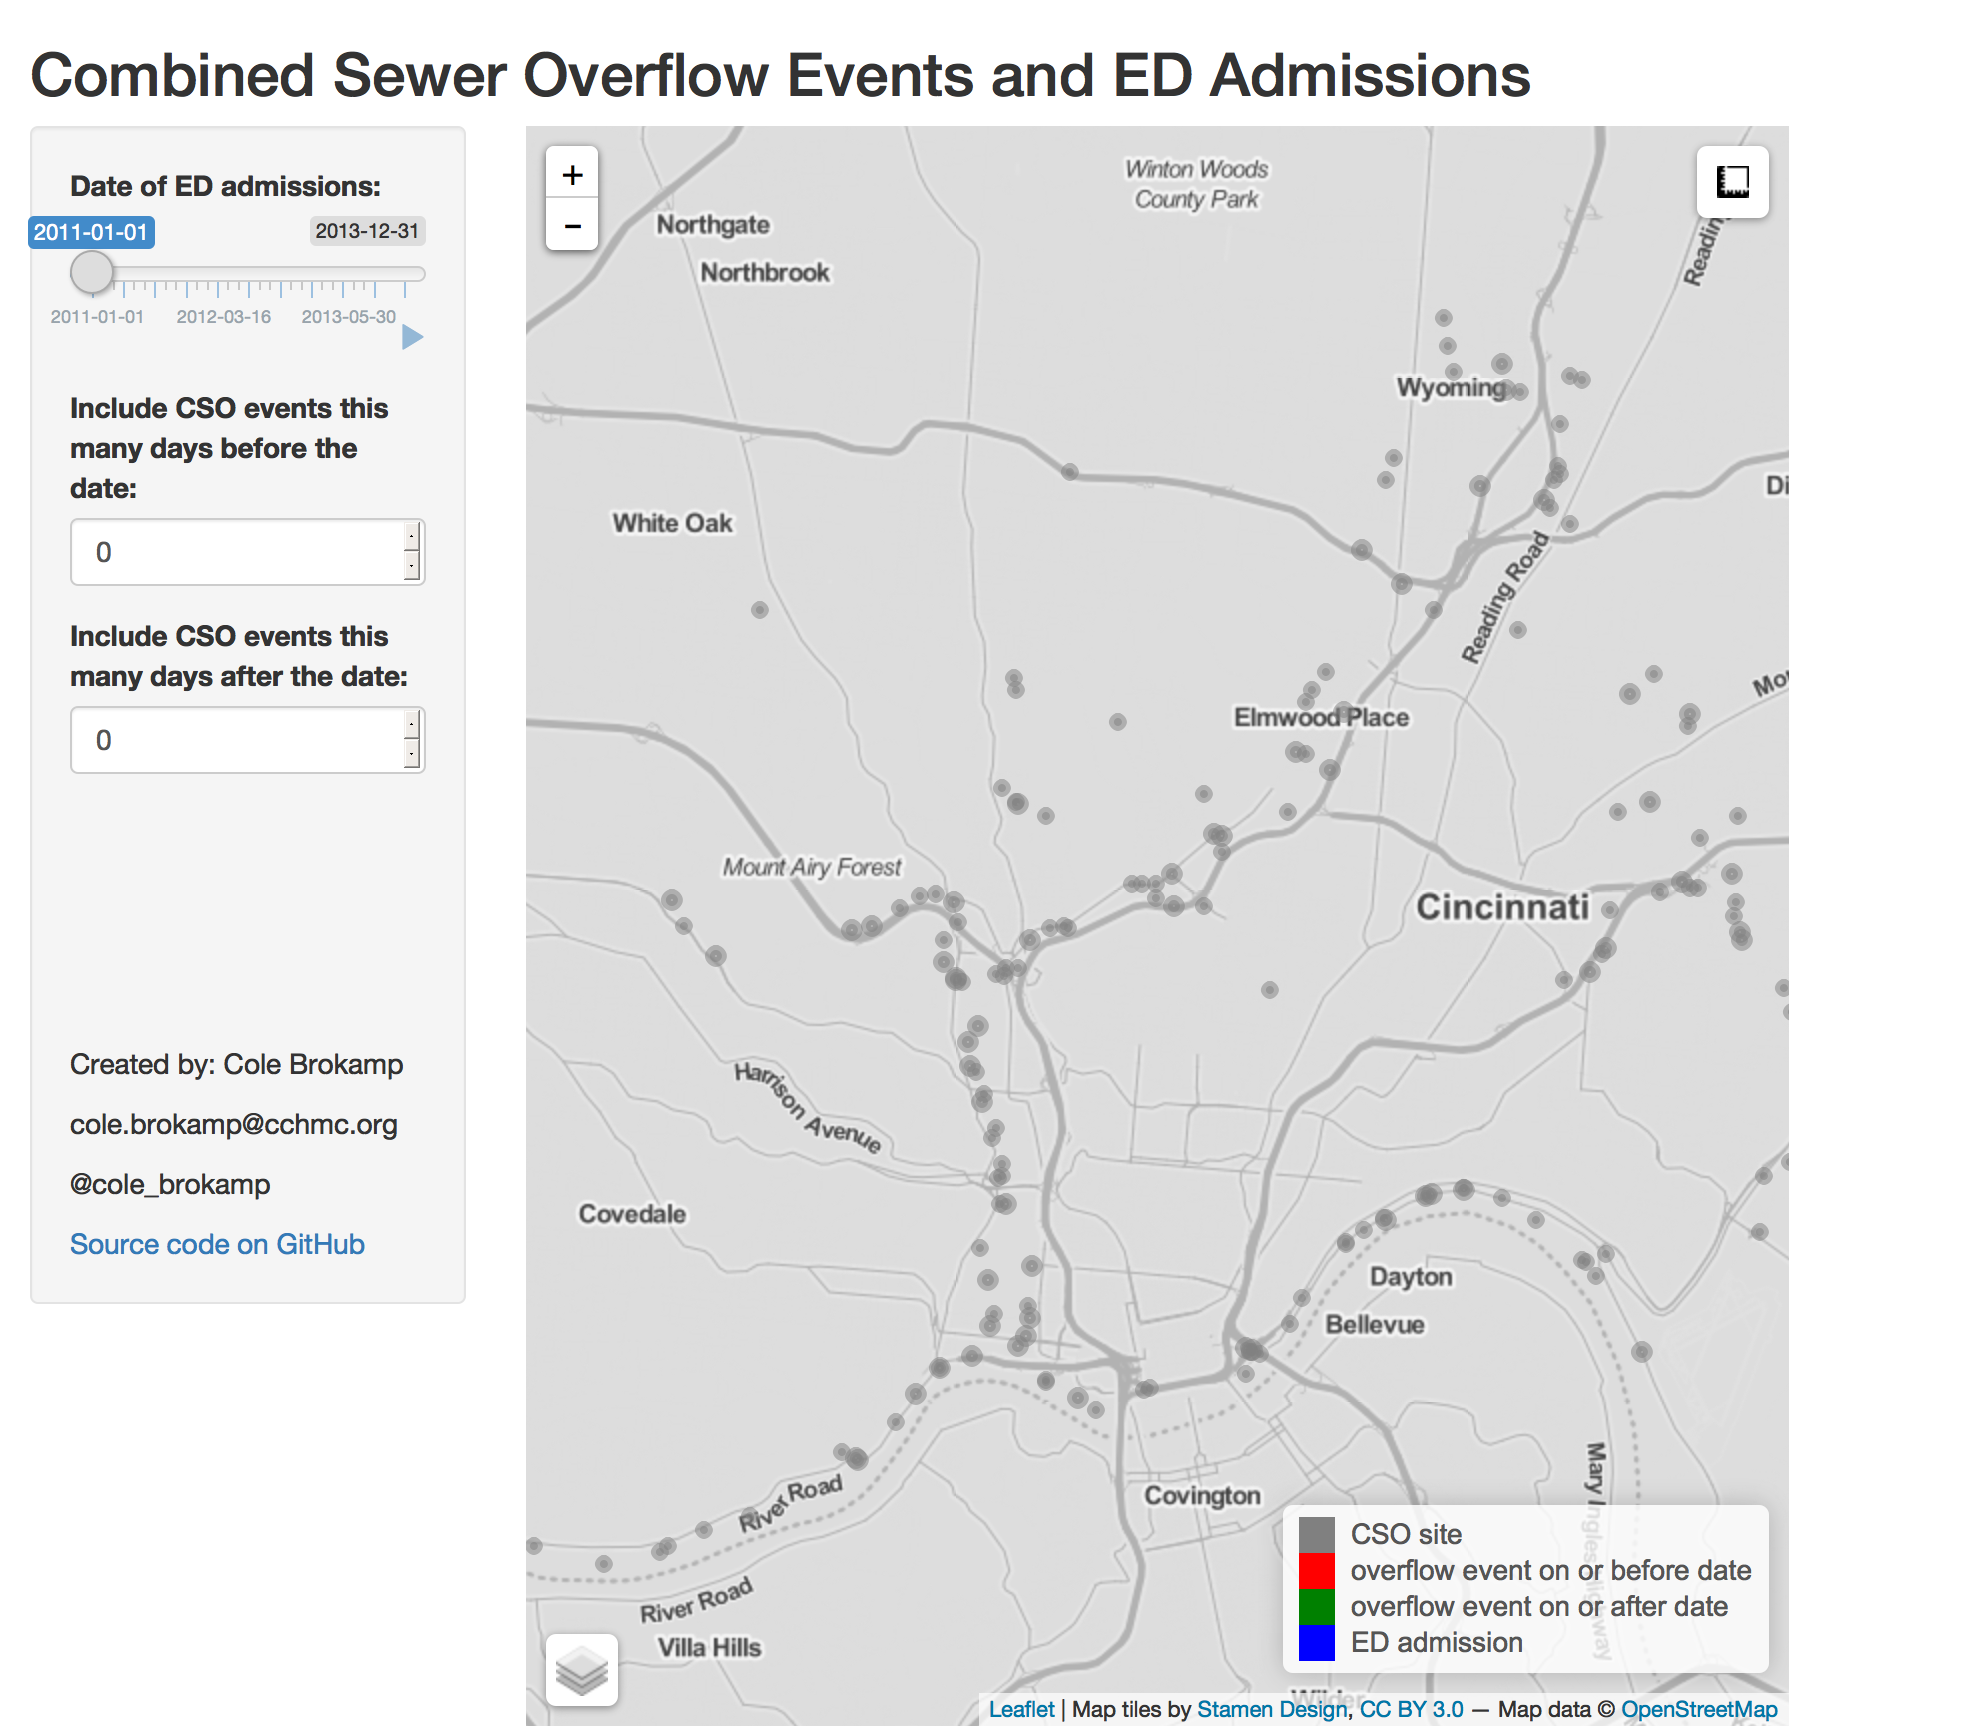 Combined Sewer Overflow Events and ED Admissions
Date of ED admissions:
2011-01-01
2013-12-31
2011-01-01 2012-03-16 2013-05-30
Include CSO events this
many days before the
date:
0
Include CSO events this
many days after the date:
0
Created by: Cole Brokamp
cole.brokamp@cchmc.org
@cole_brokamp
Source code on GitHub
+
−
Winton Woods
County Park
Northgate
Northbrook
Wyoming
White Oak
Reading Road
Elmwood Place
Mount Airy Forest
Cincinnati
Harrison Avenue
Covedale
Dayton
Bellevue
River Road
Covington
Mary Ingles Highway
River Road
Villa Hills
Wilder
CSO site
overflow event on or before date
overflow event on or after date
ED admission
Leaflet | Map tiles by Stamen Design, CC BY 3.0 — Map data © OpenStreetMap